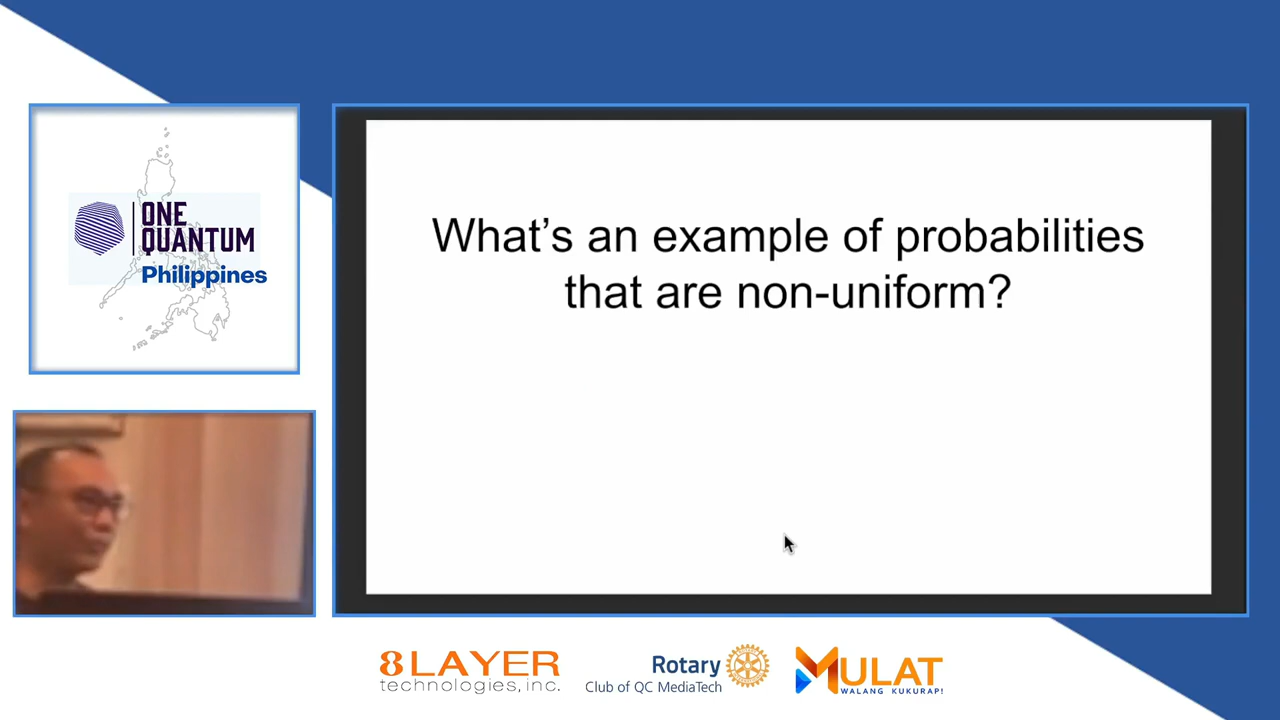 ONE
QUANTUM
Philippines
What's an example of probabilities
that are non-uniform?
8LAYER
technologies, inc.
Rotary
Club of QC MediaTech
MULAT
WALANG KUKURAP!